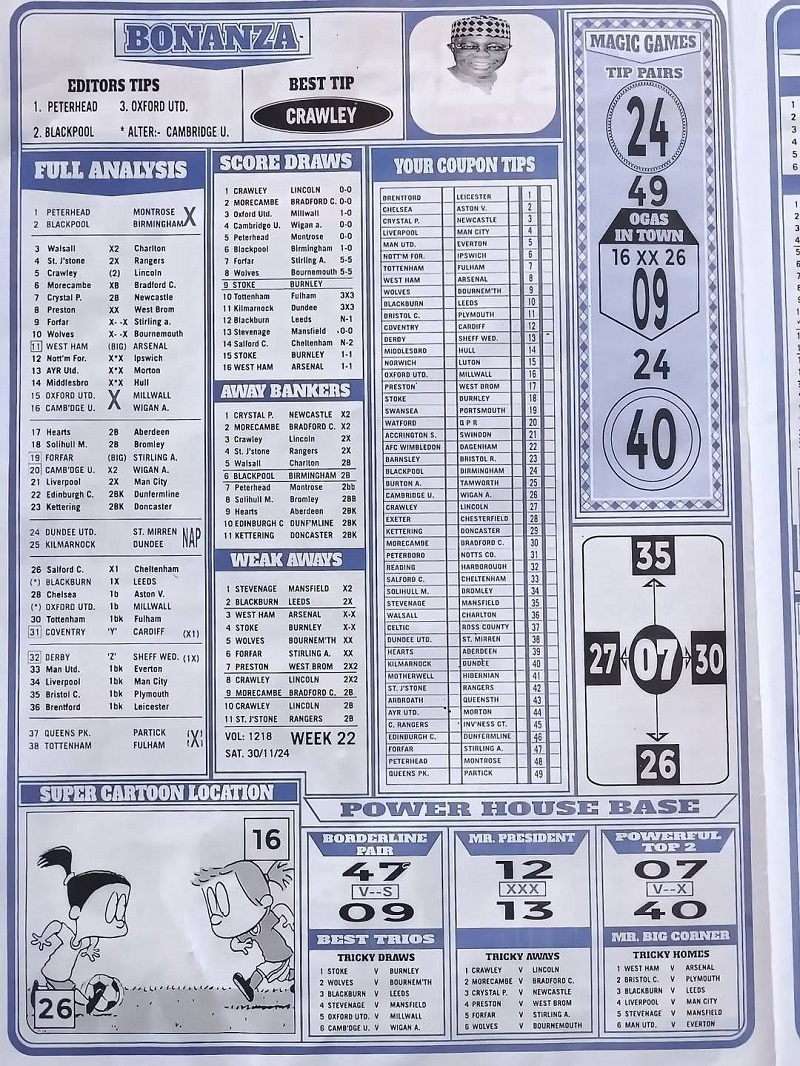 BONANZA
EDITORS TIPS
1. PETERHEAD 3. OXFORD UTD.
2. BLACKPOOL * ALTER:- CAMBRIDGE U.
BEST TIP
CRAWLEY
FULL ANALYSIS
1 PETERHEAD MONTROSE X
2 BLACKPOOL BIRMINGHAM
3 Walsall X2 Charlton
4 St. J'stone 2X Rangers
5 Crawley (2) Lincoln
6 Morecambe XB Bradford C.
7 Crystal P. 2B Newcastle
8 Preston XX West Brom
9 Forfar X- -X Stirling a.
10 Wolves X- -X Bournemouth
11 WEST HAM (BIG) ARSENAL
12 Nott'm For. X*X Ipswich
13 AYR Utd. X*X Morton
14 Middlesbro X*X Hull
15 OXFORD UTD. X MILLWALL
16 CAMB'DGE U. WIGAN A.
17 Hearts 2B Aberdeen
18 Solihull M. 2B Bromley
19 FORFAR (BIG) STIRLING A.
20 CAMB'DGE U. X2 WIGAN A.
21 Liverpool 2X Man City
22 Edinburgh C. 2BK Dunfermline
23 Kettering 2BK Doncaster
24 DUNDEE UTD. ST. MIRREN NAP
25 KILMARNOCK DUNDEE
26 Salford C. X1 Cheltenham
(*) BLACKBURN 1X LEEDS
28 Chelsea 1b Aston V.
(*) OXFORD UTD. 1b MILLWALL
30 Tottenham 1bk Fulham
31 COVENTRY 'Y' CARDIFF (X1)
32 DERBY 'Z' SHEFF WED. (1X)
33 Man Utd. 1bk Everton
34 Liverpool 1bk Man City
35 Bristol C. 1bk Plymouth
36 Brentford 1bk Leicester
37 QUEENS PK. PARTICK {X}
38 TOTTENHAM FULHAM
SCORE DRAWS
1 CRAWLEY LINCOLN 0-0
2 MORECAMBE BRADFORD C. 0-0
3 Oxford Utd. Millwall 1-0
4 Cambridge U. Wigan a. 0-0
5 Peterhead Montrose 0-0
6 Blackpool Birmingham 1-0
7 Forfar Stirling A. 5-5
8 Wolves Bournemouth 5-5
9 STOKE BURNLEY
10 Tottenham Fulham 3X3
11 Kilmarnock Dundee 3X3
12 Blackburn Leeds N-1
13 Stevenage Mansfield -0-0
14 Salford C. Cheltenham N-2
15 STOKE BURNLEY 1-1
16 WEST HAM ARSENAL 1-1
AWAY BANKERS
1 CRYSTAL P. NEWCASTLE X2
2 MORECAMBE BRADFORD C. X2
3 Crawley Lincoln 2X
4 St. J'stone Rangers 2X
5 Walsall Charlton 2B
6 BLACKPOOL BIRMINGHAM 2B
7 Peterhead Montrose 2bb
8 Solihull M. Bromley 2BB
9 Hearts Aberdeen 2BK
10 EDINBURGH C DUNF'MLINE 2BK
11 KETTERING DONCASTER 2BK
WEAK AWAYS
1 STEVENAGE MANSFIELD X2
2 BLACKBURN LEEDS 2X
3 WEST HAM ARSENAL X-X
4 STOKE BURNLEY X-X
5 WOLVES BOURNEM'TH XX
6 FORFAR STIRLING A. XX
7 PRESTON WEST BROM 2X2
8 CRAWLEY LINCOLN 2X2
9 MORECAMBE BRADFORD C. 2B
10 CRAWLEY LINCOLN 2B
11 ST. J'STONE RANGERS 2B
VOL: 1218 WEEK 22
SAT. 30/11/24
YOUR COUPON TIPS
BRENTFORD LEICESTER 1
CHELSEA ASTON V. 2
CRYSTAL P. NEWCASTLE 3
LIVERPOOL MAN CITY 4
MAN UTD. EVERTON 5
NOTT'M FOR. IPSWICH 6
TOTTENHAM FULHAM 7
WEST HAM ARSENAL 8
WOLVES BOURNEM'TH 9
BLACKBURN LEEDS 10
BRISTOL C. PLYMOUTH 11
COVENTRY CARDIFF 12
DERBY SHEF WED. 13
MIDDLESBRO HULL 14
NORWICH LUTON 15
OXFORD UTD. MILLWALL 16
PRESTON WEST BROM 17
STOKE BURNLEY 18
SWANSEA PORTSMOUTH 19
WATFORD Q P R 20
ACCRINGTON S. SWINDON 21
AFC WIMBLEDON DAGENHAM 22
BARNSLEY BRISTOL R. 23
BLACKPOOL BIRMINGHAM 24
BURTON A. TAMWORTH 25
CAMBRIDGE U. WIGAN A. 26
CRAWLEY LINCOLN 27
EXETER CHESTERFIELD 28
KETTERING DONCASTER 29
MORECAMBE BRADFORD C. 30
PETERBORO NOTTS CO. 31
READING HARBOROUGH 32
SALFORD C. CHELTENHAM 33
SOLIHULL M. BROMLEY 34
STEVENAGE MANSFIELD 35
WALSALL CHARLTON 36
CELTIC ROSS COUNTY 37
DUNDEE UTD. ST. MIRREN 38
HEARTS ABERDEEN 39
KILMARNOCK DUNDEE 40
MOTHERWELL HIBERNIAN 41
ST. J'STONE RANGERS 42
ARBROATH QUEENSTH 43
AYR UTD. MORTON 44
C. RANGERS INV'NESS CT. 45
EDINBURGH C. DUNFERMLINE 46
FORFAR STIRLING A. 47
PETERHEAD MONTROSE 48
QUEENS PK. PARTICK 49
MAGIC GAMES
TIP PAIRS
24
49
OGAS
IN TOWN
16 XX 26
09
24
40
35
27 07 30
26
SUPER CARTOON LOCATION
16
26
POWER HOUSE BASE
BORDERLINE
PAIR
47
V--S
09
MR. PRESIDENT
12
XXX
13
POWERFUL
TOP 2
07
V--X
40
BEST TRIOS
TRICKY DRAWS
1 STOKE V BURNLEY
2 WOLVES V BOURNEM'TH
3 BLACKBURN V LEEDS
4 STEVENAGE V MANSFIELD
5 OXFORD UTD. V MILLWALL
6 CAMB'DGE U. V WIGAN A.
TRICKY AWAYS
1 CRAWLEY V LINCOLN
2 MORECAMBE V BRADFORD C.
3 CRYSTAL P. V NEWCASTLE
4 PRESTON V WEST BROM
5 FORFAR V STIRLING A.
6 WOLVES V BOURNEMOUTH
MR. BIG CORNER
TRICKY HOMES
1 WEST HAM V ARSENAL
2 BRISTOL C. V PLYMOUTH
3 BLACKBURN V LEEDS
4 LIVERPOOL V MAN CITY
5 STEVENAGE V MANSFIELD
6 MAN UTD. V EVERTON